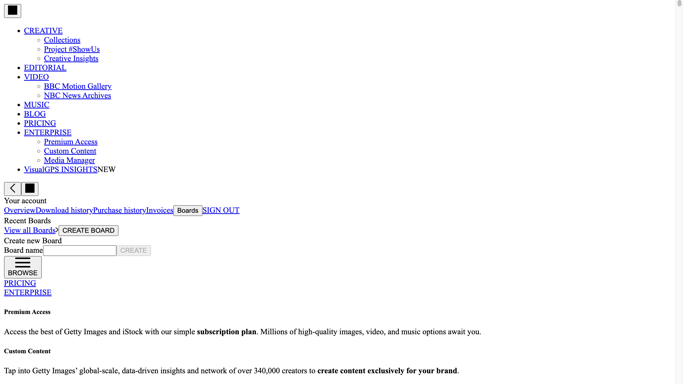 CREATIVE
Collections
Project #ShowUs
Creative Insights
EDITORIAL
VIDEO
BBC Motion Gallery
NBC News Archives
MUSIC
BLOG
PRICING
ENTERPRISE
Premium Access
Custom Content
Media Manager
VisualGPS INSIGHTSNEW
Your account
OverviewDownload historyPurchase historyInvoices Boards SIGN OUT
Recent Boards
View all Boards CREATE BOARD
Create new Board
Board name CREATE
BROWSE
PRICING
ENTERPRISE
Premium Access
Access the best of Getty Images and iStock with our simple subscription plan. Millions of high-quality images, video, and music options await you.
Custom Content
Tap into Getty Images’ global-scale, data-driven insights and network of over 340,000 creators to create content exclusively for your brand.